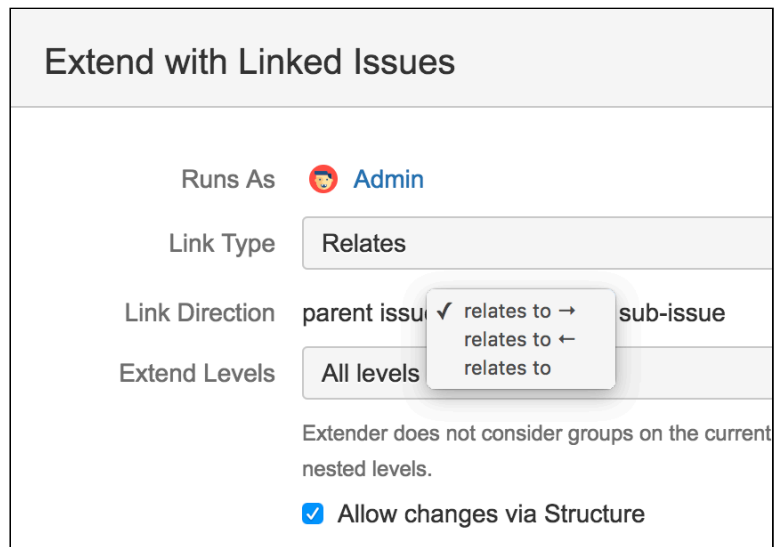 Extend with Linked Issues
Runs As Admin
Link Type Relates
Link Direction parent issu ✓ relates to → sub-issue
relates to ←
relates to
Extend Levels All levels
Extender does not consider groups on the current
nested levels.
Allow changes via Structure